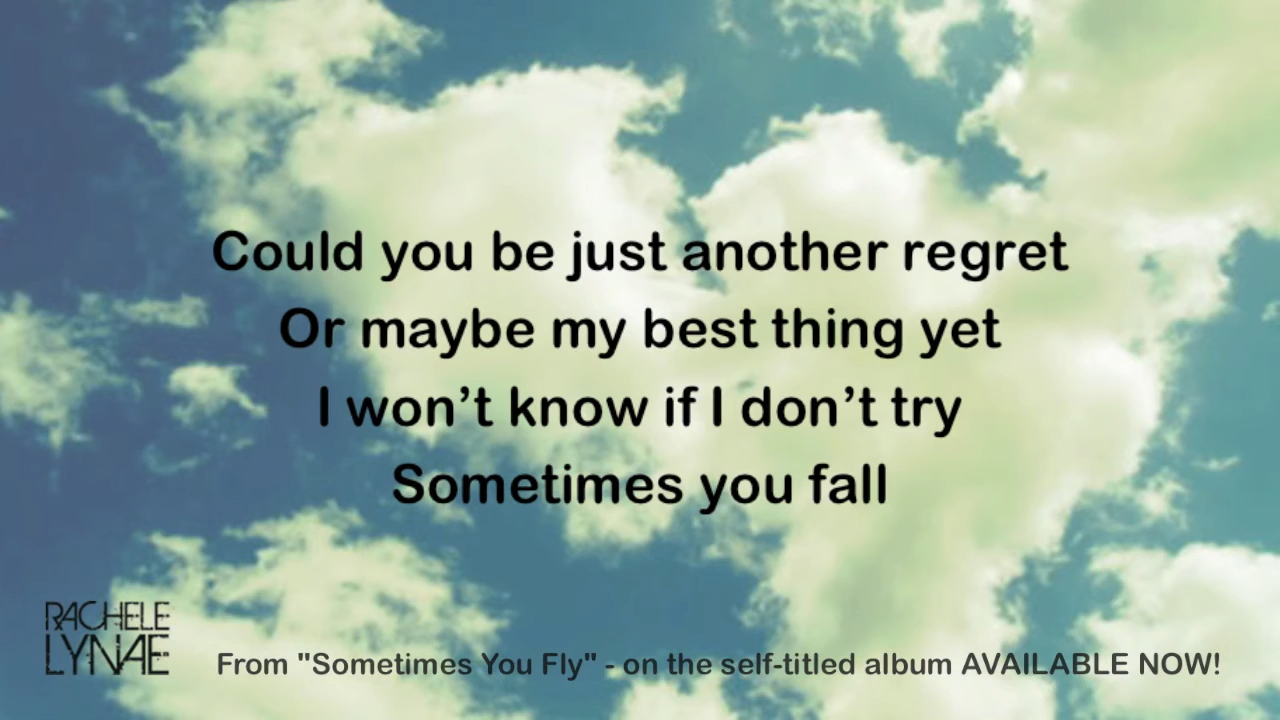 Could you be just another regret
Or maybe my best thing yet
I won’t know if I don’t try
Sometimes you fall
RACHELE
LYNAE
From "Sometimes You Fly" - on the self-titled album AVAILABLE NOW!